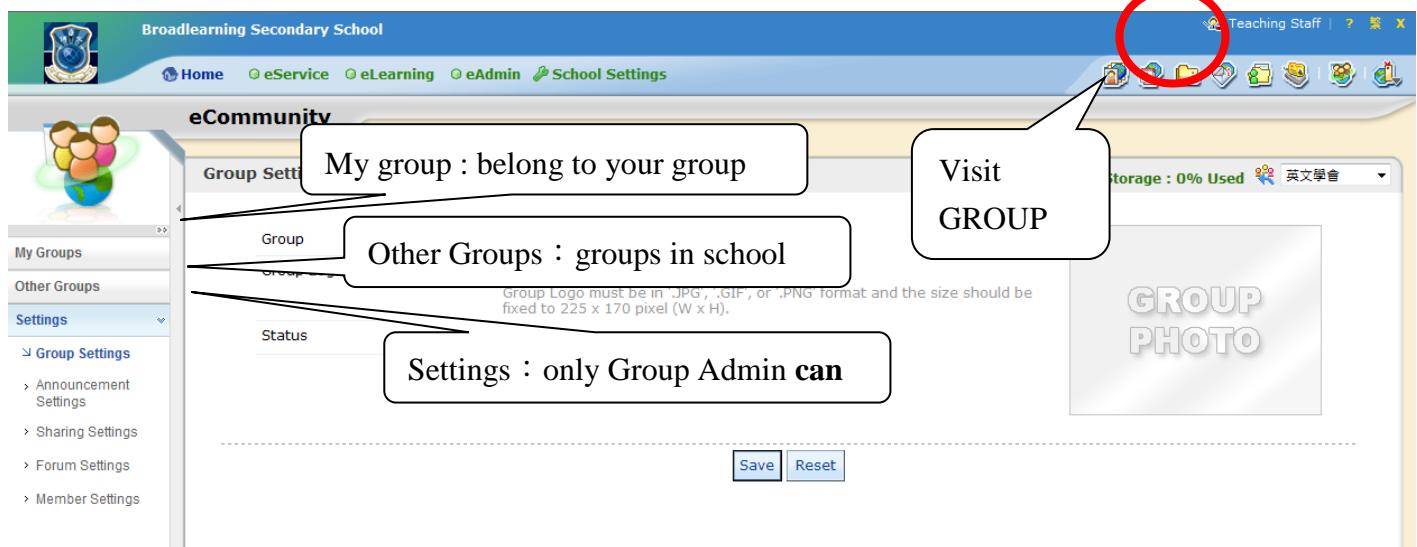 Broadlearning Secondary School
Teaching Staff | ? 繁 X
Home eService eLearning eAdmin School Settings
eCommunity
My group : belong to your group
Visit
GROUP
Group Setti
Storage : 0% Used 英文學會
Other Groups：groups in school
Group
My Groups
Other Groups
Group Logo must be in '.JPG', '.GIF', or '.PNG' format and the size should be
fixed to 225 x 170 pixel (W x H).
GROUP
PHOTO
Settings
Status
Settings：only Group Admin can
Group Settings
Announcement
Settings
Sharing Settings
Forum Settings
Member Settings
Save Reset